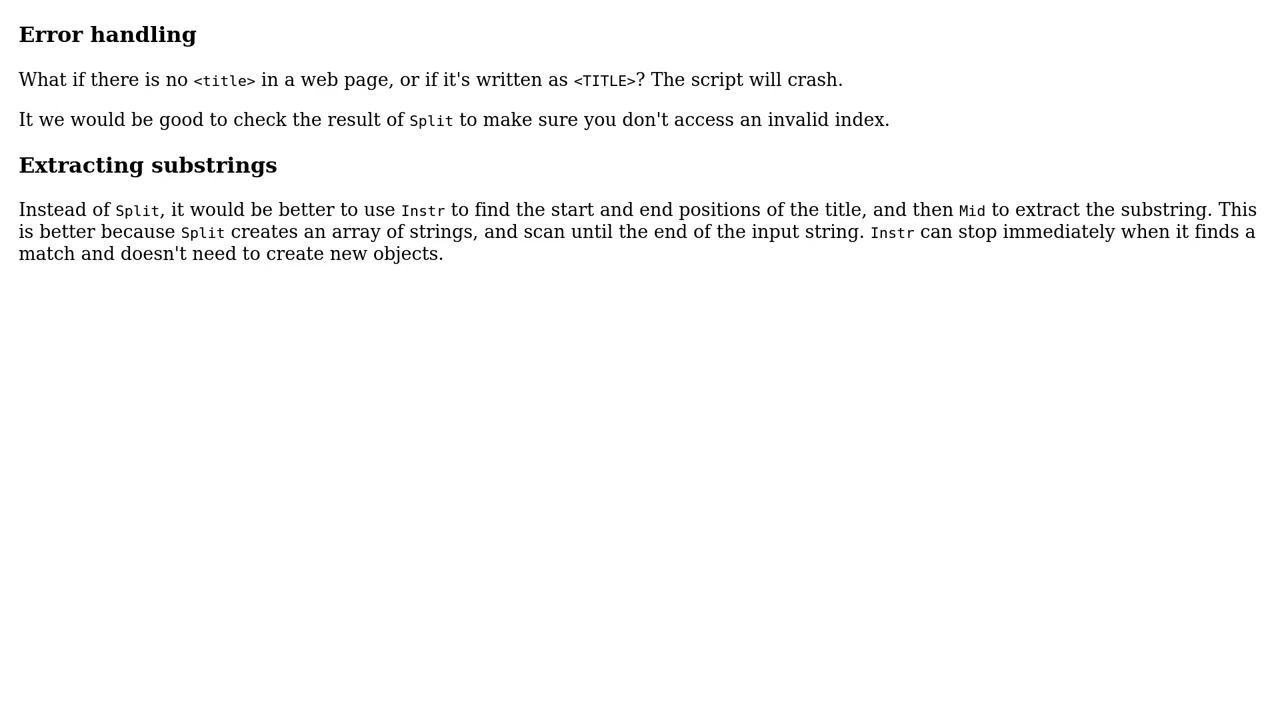 Error handling
What if there is no <title> in a web page, or if it's written as <TITLE>? The script will crash.
It we would be good to check the result of Split to make sure you don't access an invalid index.
Extracting substrings
Instead of Split, it would be better to use Instr to find the start and end positions of the title, and then Mid to extract the substring. This
is better because Split creates an array of strings, and scan until the end of the input string. Instr can stop immediately when it finds a
match and doesn't need to create new objects.